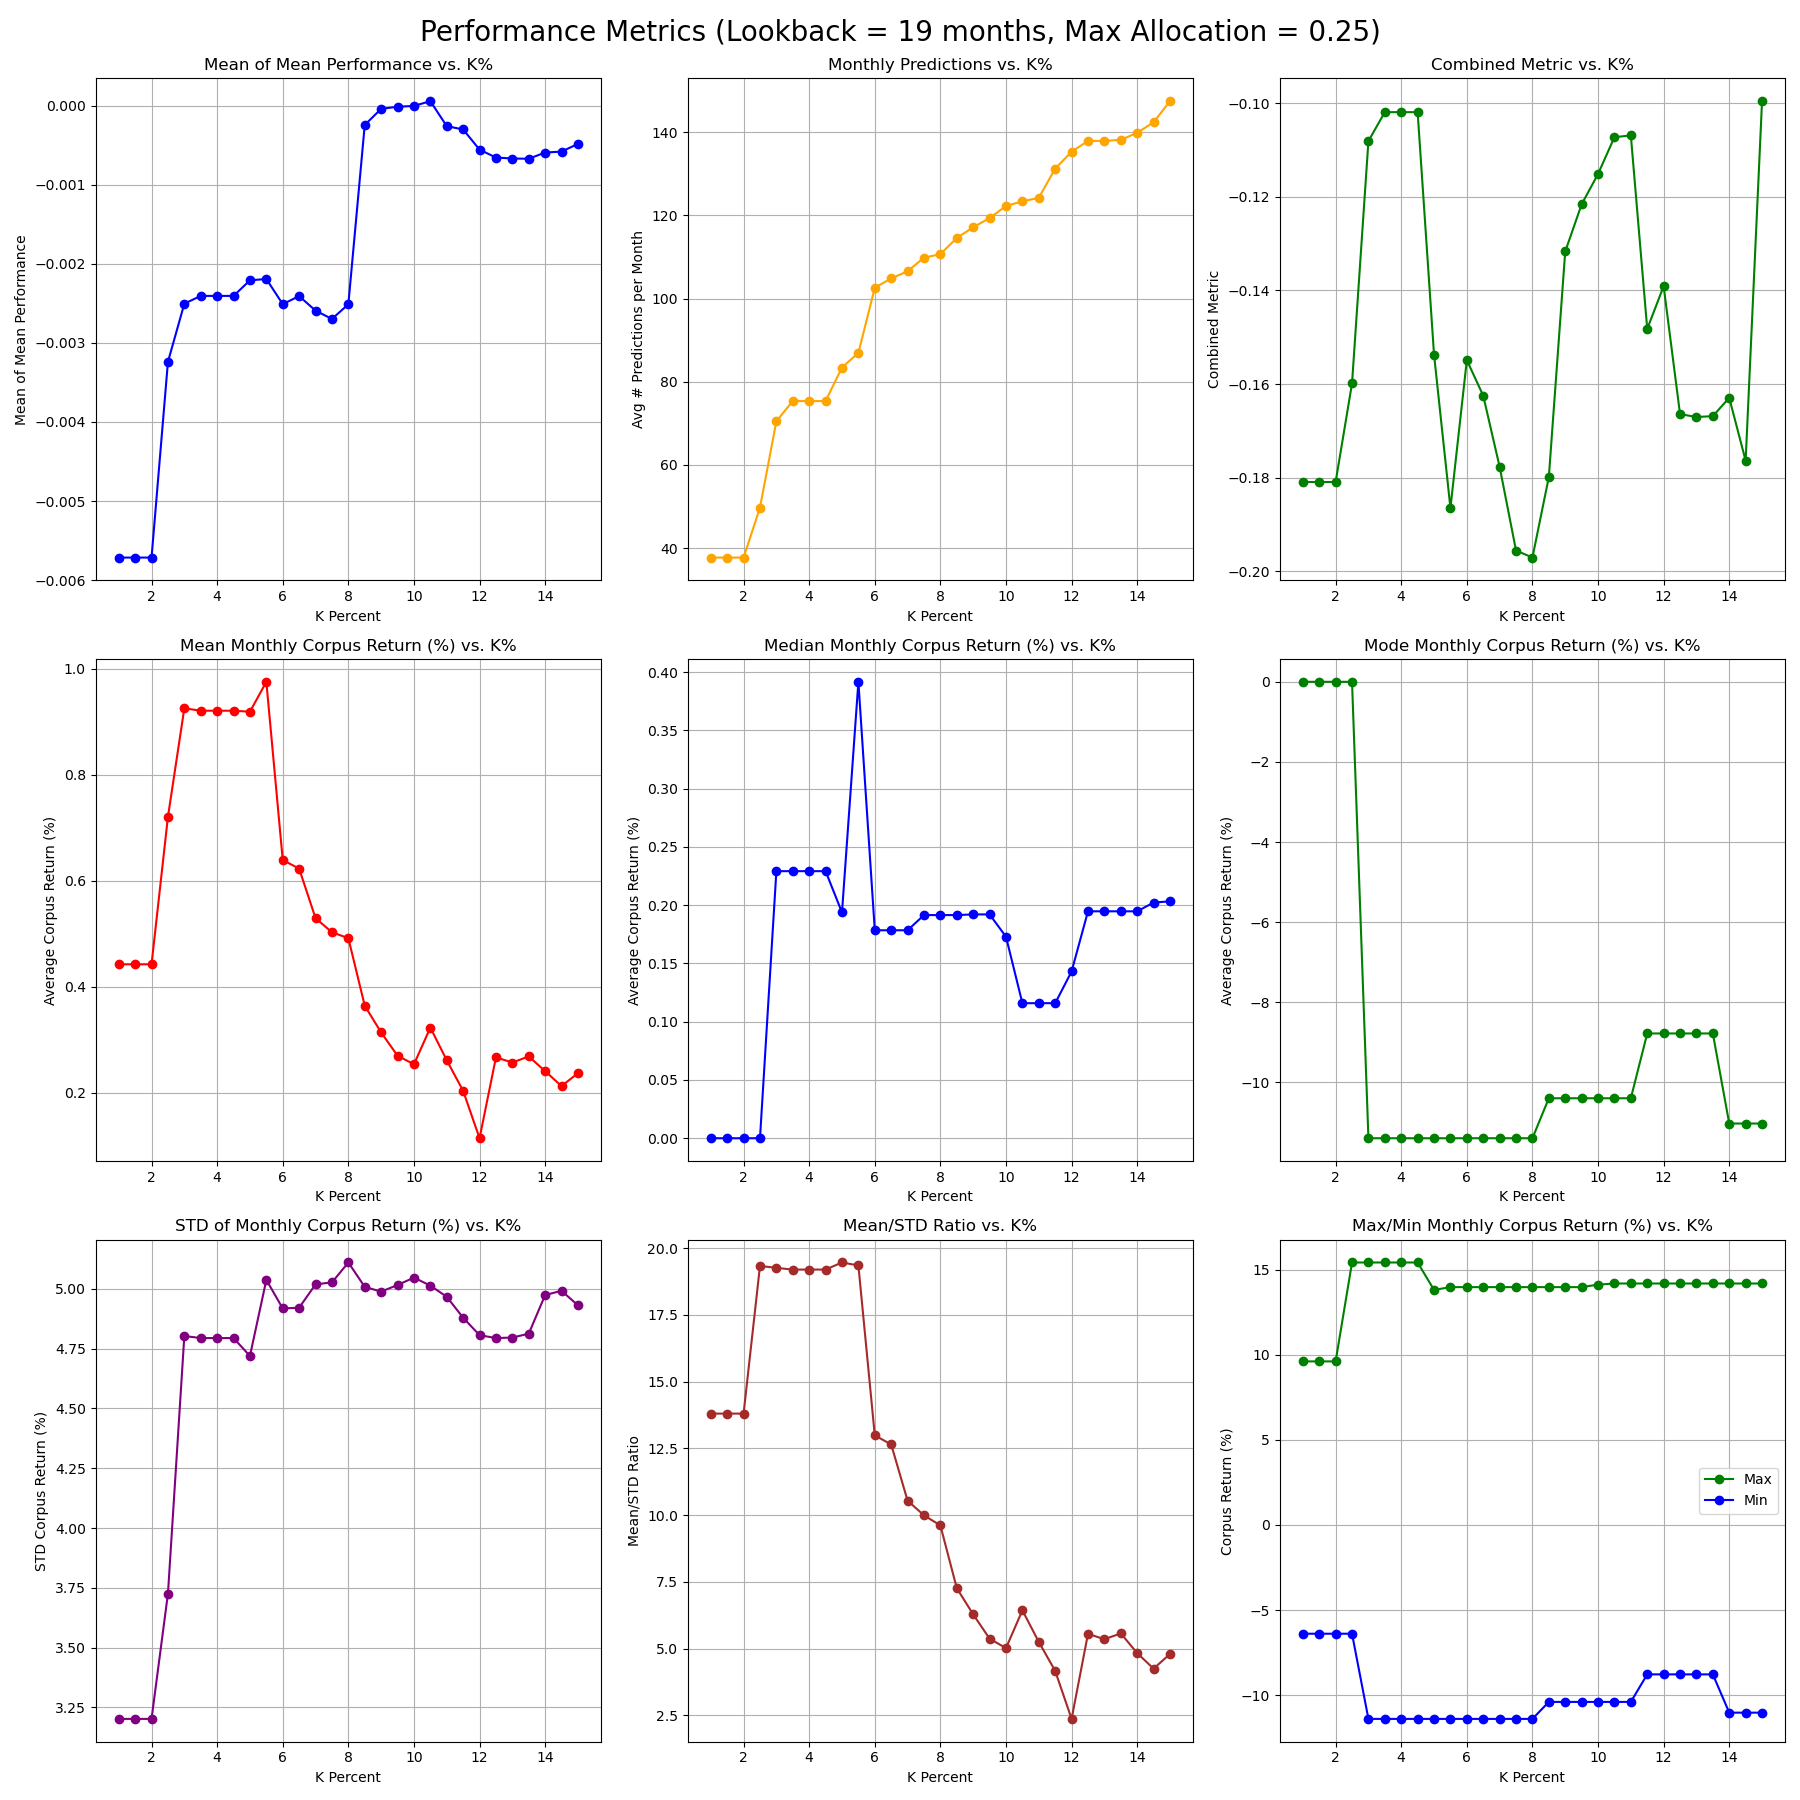 Performance Metrics (Lookback = 19 months, Max Allocation = 0.25)
Mean of Mean Performance vs. K%
Mean of Mean Performance
0.000
−0.001
−0.002
−0.003
−0.004
−0.005
−0.006
2 4 6 8 10 12 14
K Percent
Monthly Predictions vs. K%
Avg # Predictions per Month
140
120
100
80
60
40
2 4 6 8 10 12 14
K Percent
Combined Metric vs. K%
Combined Metric
−0.10
−0.12
−0.14
−0.16
−0.18
−0.20
2 4 6 8 10 12 14
K Percent
Mean Monthly Corpus Return (%) vs. K%
Average Corpus Return (%)
1.0
0.8
0.6
0.4
0.2
2 4 6 8 10 12 14
K Percent
Median Monthly Corpus Return (%) vs. K%
Average Corpus Return (%)
0.40
0.35
0.30
0.25
0.20
0.15
0.10
0.05
0.00
2 4 6 8 10 12 14
K Percent
Mode Monthly Corpus Return (%) vs. K%
Average Corpus Return (%)
0
−2
−4
−6
−8
−10
2 4 6 8 10 12 14
K Percent
STD of Monthly Corpus Return (%) vs. K%
STD Corpus Return (%)
5.00
4.75
4.50
4.25
4.00
3.75
3.50
3.25
2 4 6 8 10 12 14
K Percent
Mean/STD Ratio vs. K%
Mean/STD Ratio
20.0
17.5
15.0
12.5
10.0
7.5
5.0
2.5
2 4 6 8 10 12 14
K Percent
Max/Min Monthly Corpus Return (%) vs. K%
Corpus Return (%)
15
10
5
0
−5
−10
Max
Min
2 4 6 8 10 12 14
K Percent